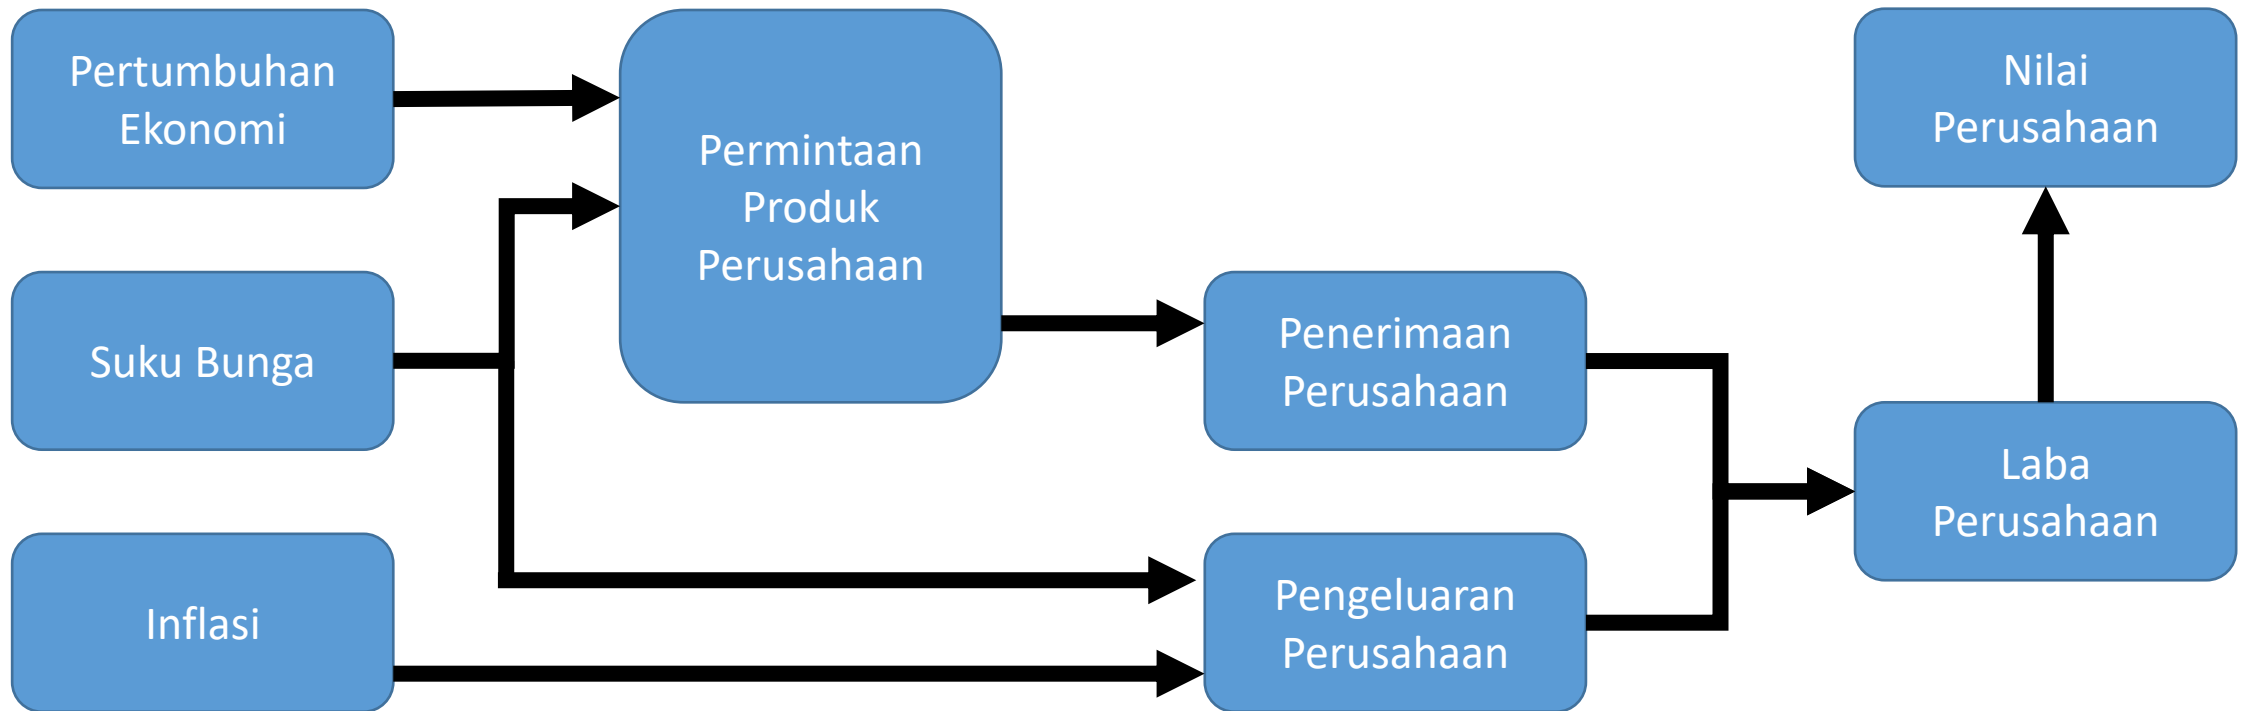 Pertumbuhan
Ekonomi
Permintaan
Produk
Perusahaan
Nilai
Perusahaan
Suku Bunga
Penerimaan
Perusahaan
Laba
Perusahaan
Inflasi
Pengeluaran
Perusahaan